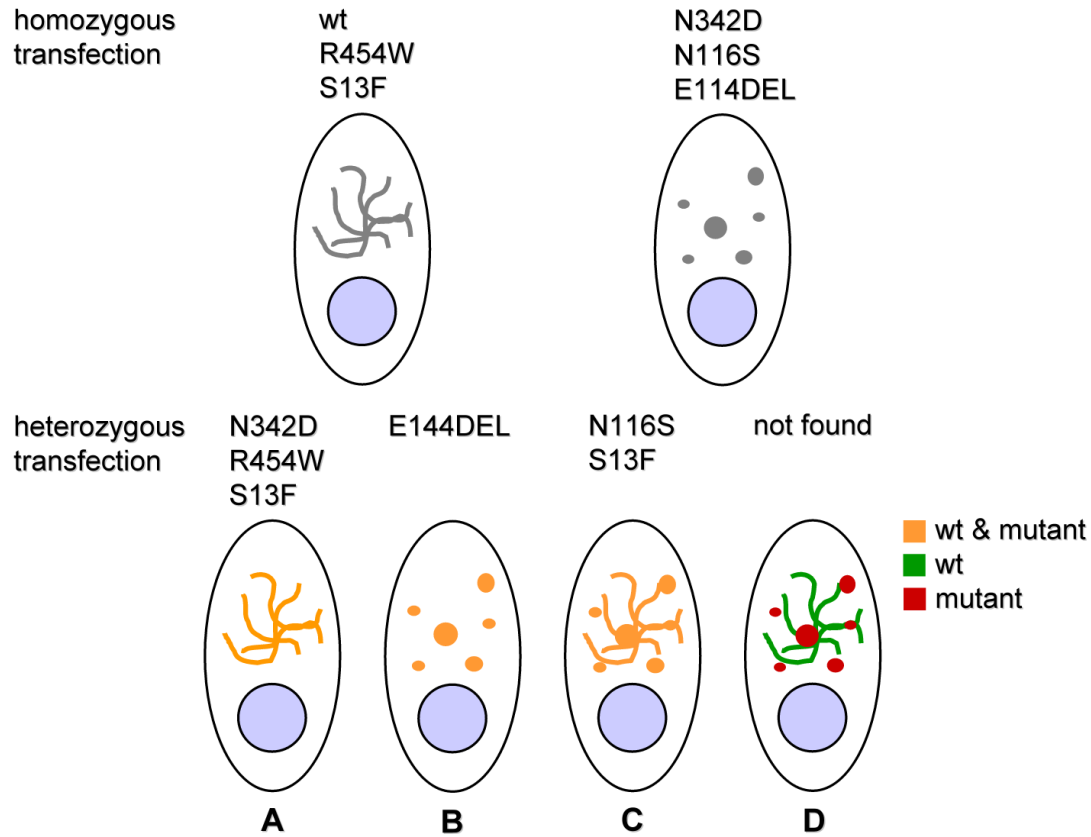 homozygous
transfection
wt
R454W
S13F
N342D
N116S
E114DEL
heterozygous
transfection
N342D
R454W
S13F
E144DEL
N116S
S13F
not found
wt & mutant
wt
mutant
A
B
C
D